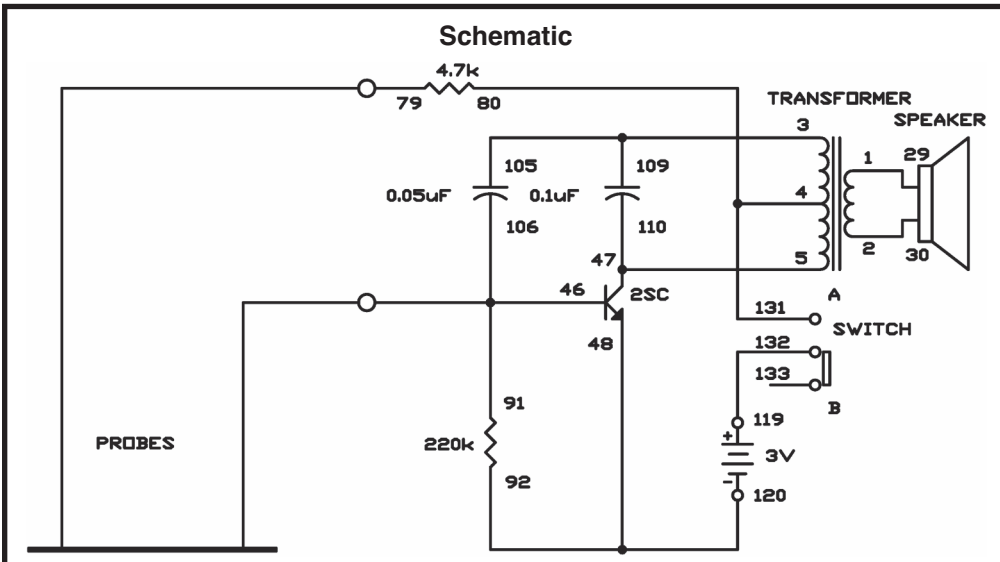 Schematic
4.7k
79
80
TRANSFORMER
SPEAKER
3
105
109
1
29
0.05uF
0.1uF
4
106
110
2
30
47
5
46
2SC
A
131
SWITCH
48
132
133
B
91
119
PROBES
220k
+
3V
92
-
120